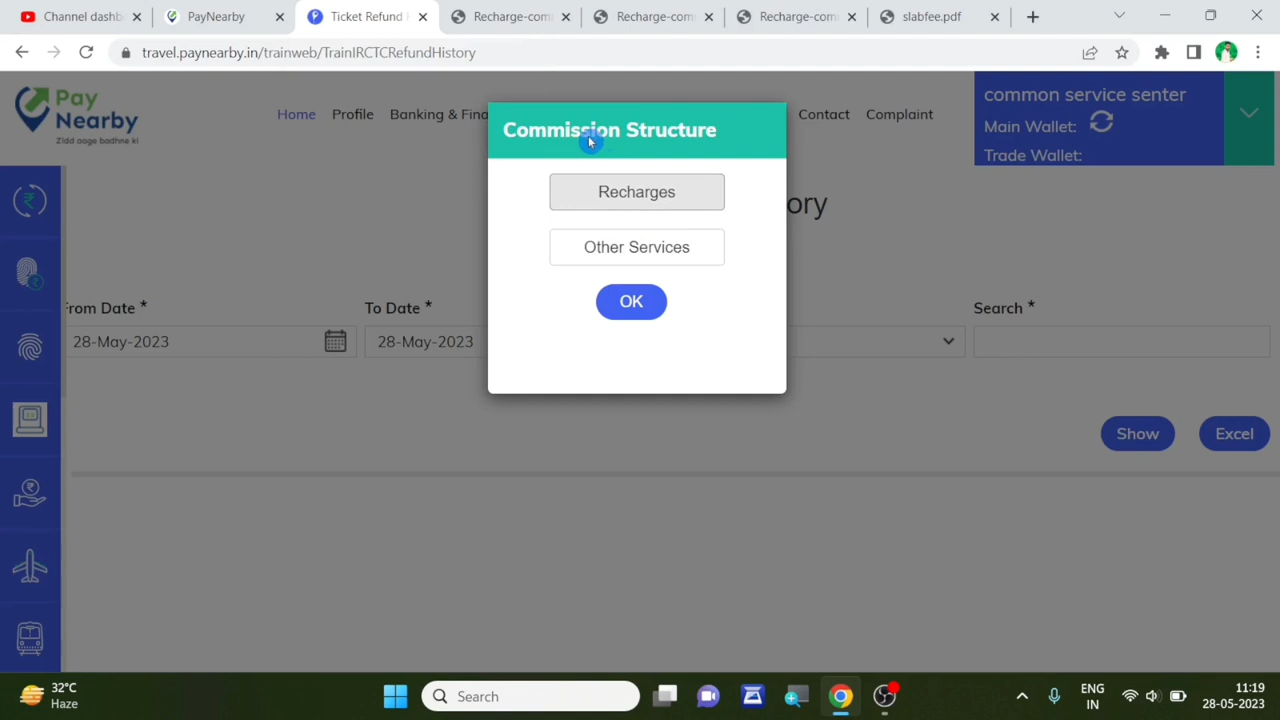 Channel dashb
PayNearby
Ticket Refund
Recharge-com
Recharge-com
Recharge-com
slabfee.pdf
travel.paynearby.in/trainweb/TrainIRCTCRefundHistory
Pay
Nearby
Zidd aage badhne ki
Home
Profile
Banking & Fina
Contact
Complaint
common service senter
Main Wallet:
Trade Wallet:
Commission Structure
Recharges
Other Services
OK
ory
From Date *
To Date *
Search *
28-May-2023
28-May-2023
Show
Excel
32°C
Haze
Search
ENG
IN
11:19
28-05-2023